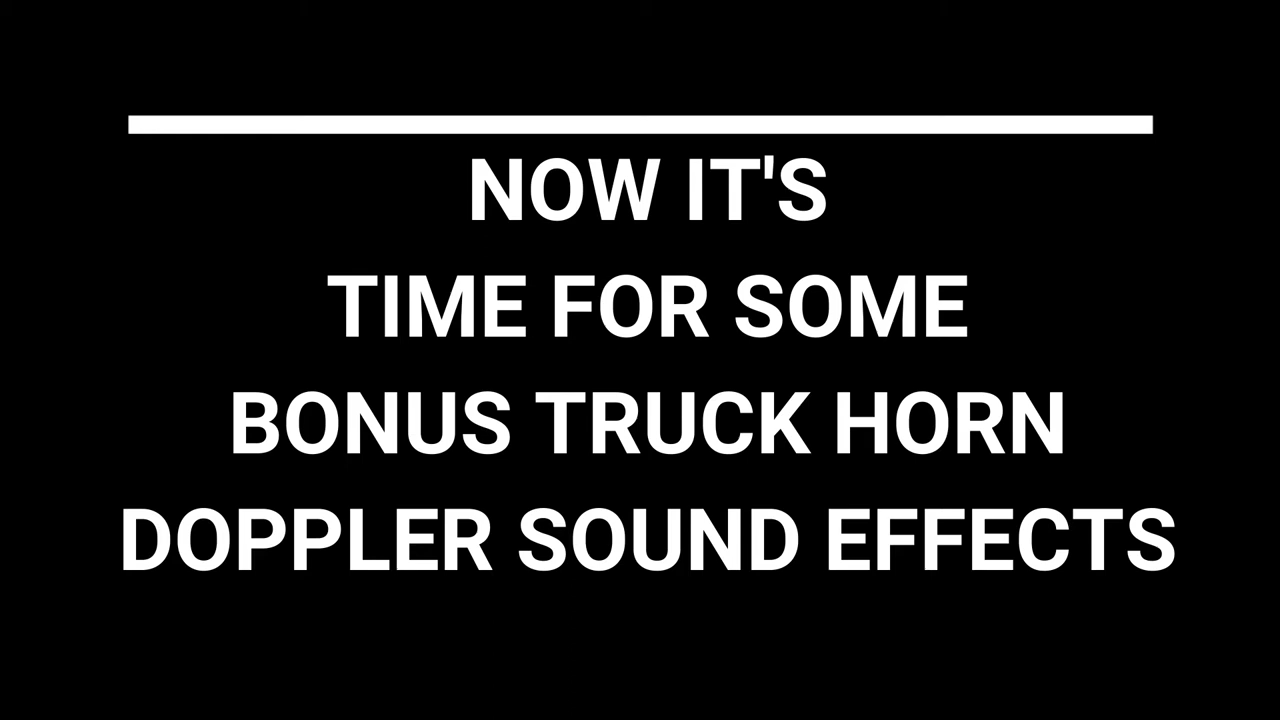 NOW IT'S
TIME FOR SOME
BONUS TRUCK HORN
DOPPLER SOUND EFFECTS